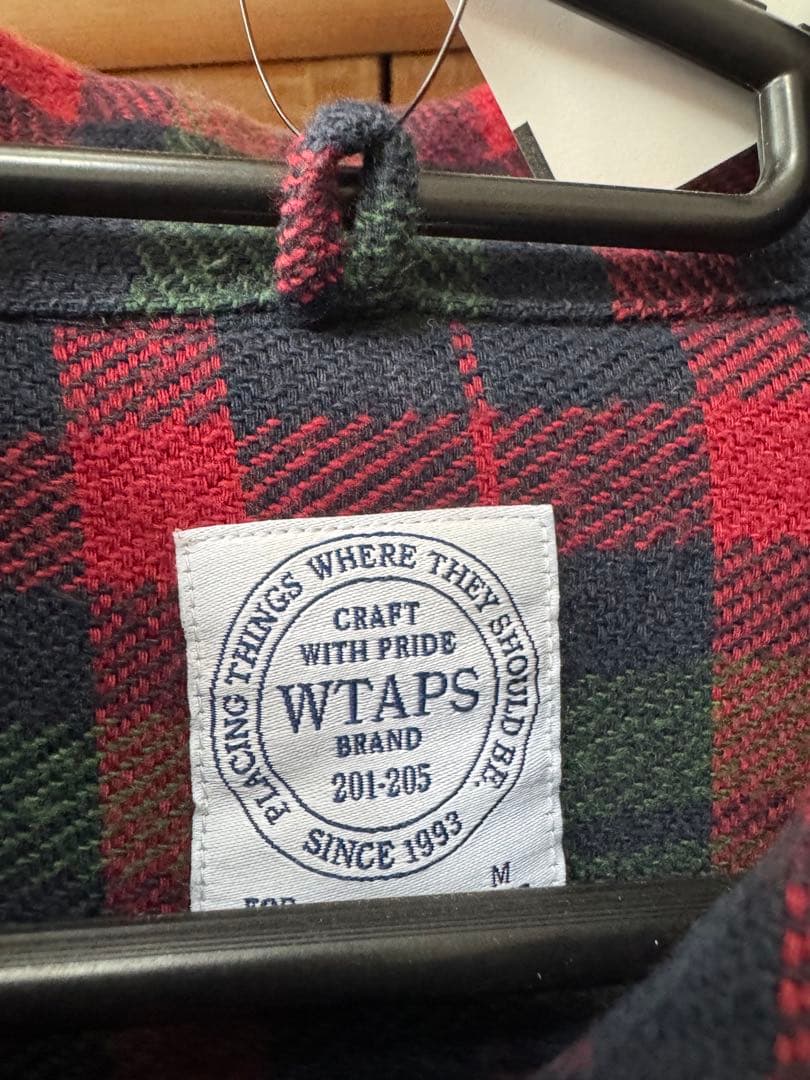 PLACING THINGS WHERE THEY SHOULD BE.
CRAFT
WITH PRIDE
WTAPS
BRAND
201-205
SINCE 1993
M